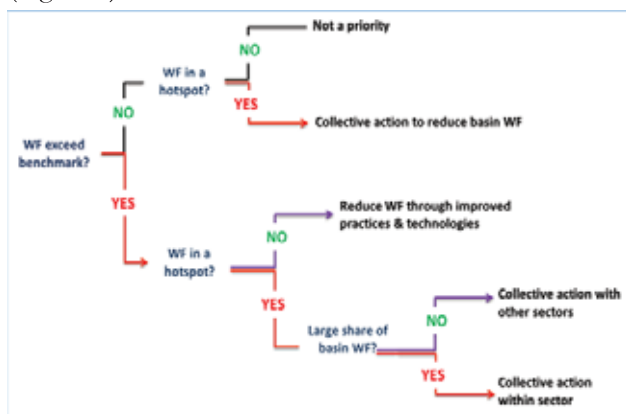 Not a priority
NO
WF in a
hotspot?
YES
NO
Collective action to reduce basin WF
WF exceed
benchmark?
YES
Reduce WF through improved
practices & technologies
NO
WF in a
hotspot?
YES
Collective action with
other sectors
Large share of
basin WF?
NO
YES
Collective action
within sector